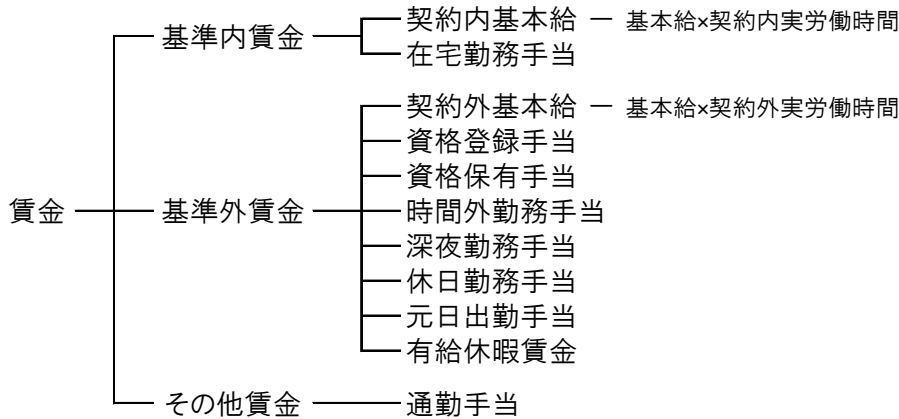 契約内基本給 － 基本給×契約内実労働時間
基準内賃金
在宅勤務手当
契約外基本給 － 基本給×契約外実労働時間
資格登録手当
資格保有手当
賃金 基準外賃金 時間外勤務手当
深夜勤務手当
休日勤務手当
元日出勤手当
有給休暇賃金
その他賃金 通勤手当